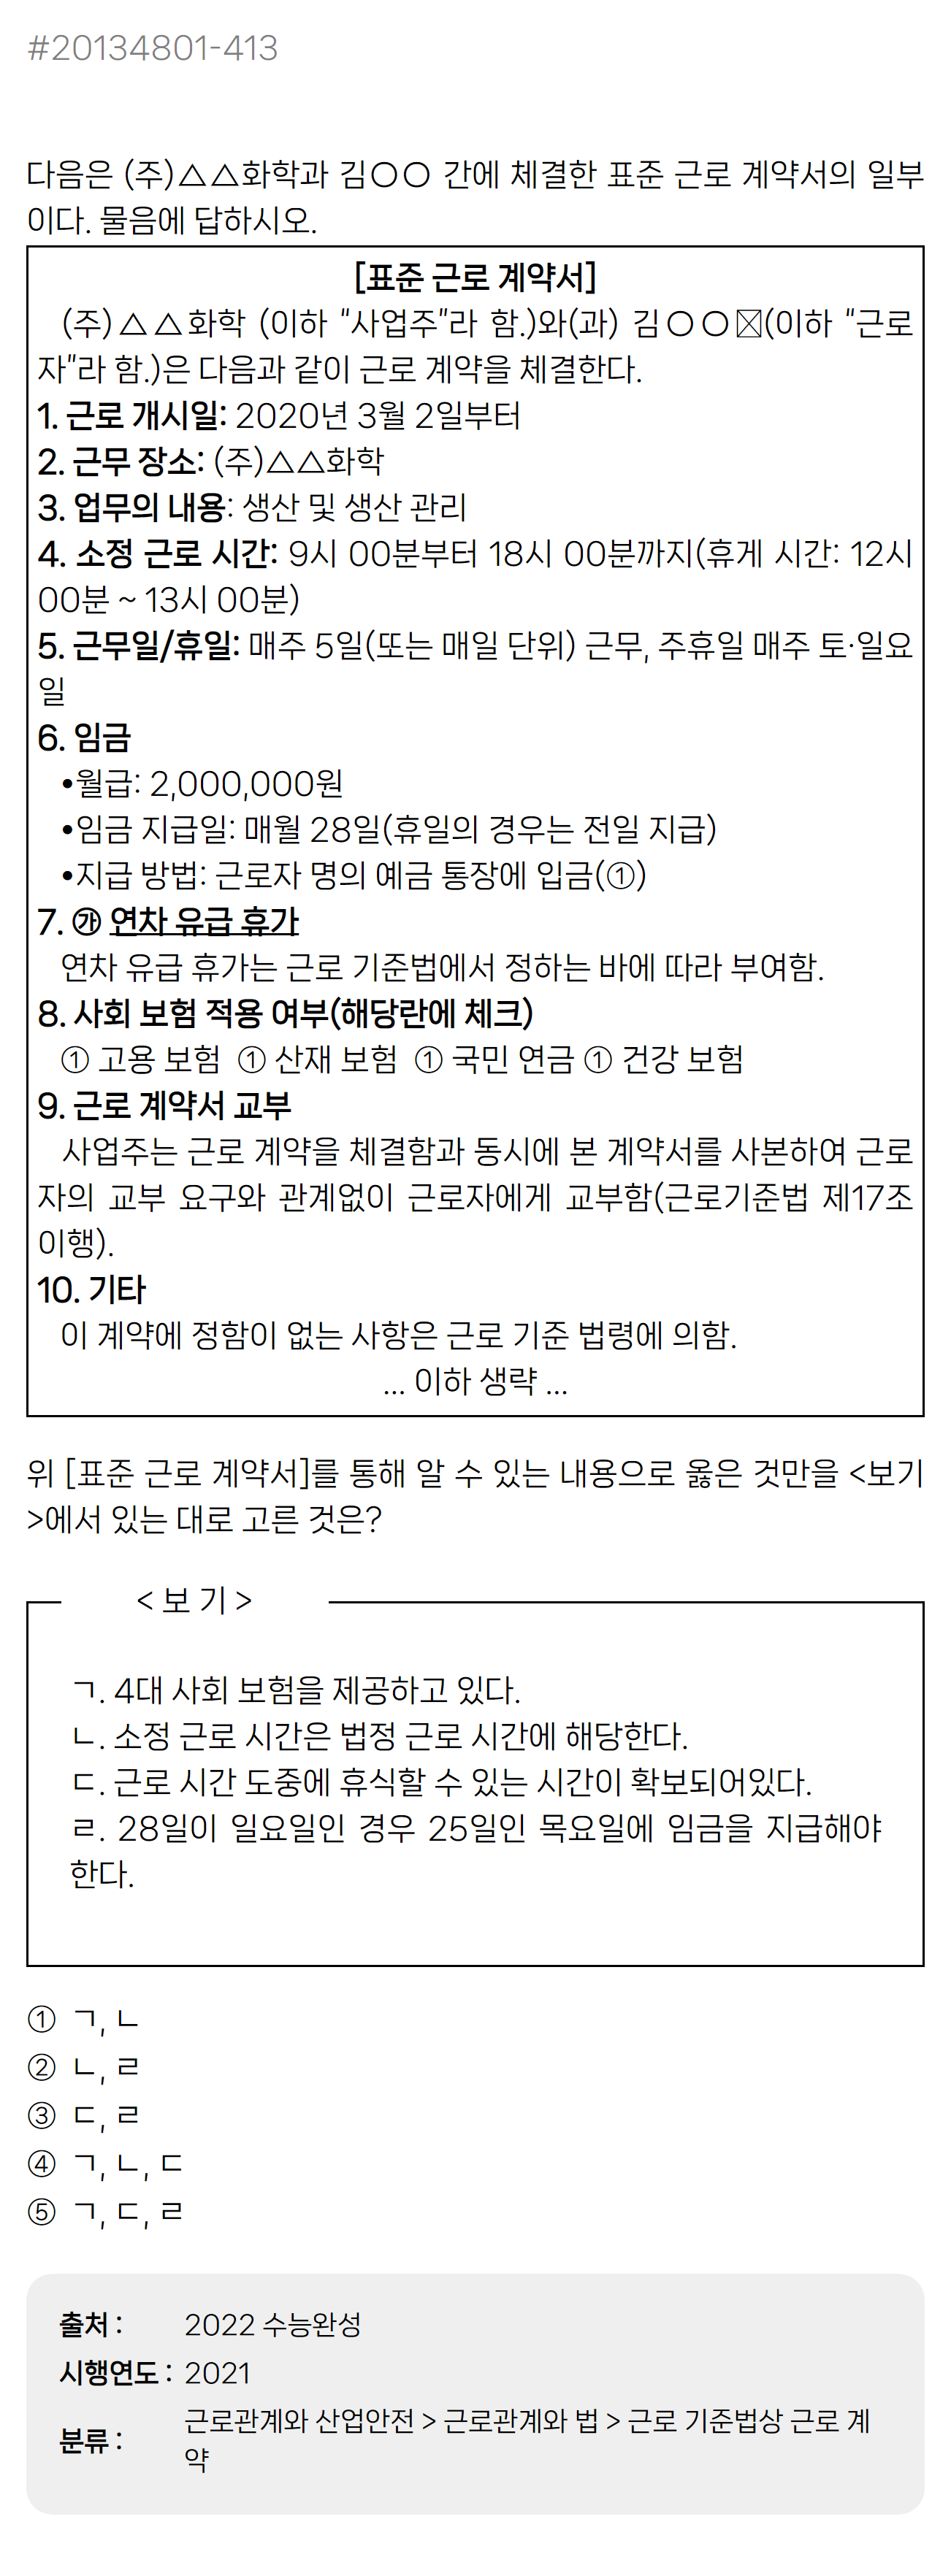 #20134801-413
다음은 (주)△△화학과 김○○ 간에 체결한 표준 근로 계약서의 일부
이다. 물음에 답하시오.
[표준 근로 계약서]
(주)△△화학 (이하 “사업주”라 함.)와(과) 김○○☒(이하 “근로
자”라 함.)은 다음과 같이 근로 계약을 체결한다.
1. 근로 개시일: 2020년 3월 2일부터
2. 근무 장소: (주)△△화학
3. 업무의 내용: 생산 및 생산 관리
4. 소정 근로 시간: 9시 00분부터 18시 00분까지(휴게 시간: 12시
00분 ~ 13시 00분)
5. 근무일/휴일: 매주 5일(또는 매일 단위) 근무, 주휴일 매주 토·일요
일
6. 임금
•월급: 2,000,000원
•임금 지급일: 매월 28일(휴일의 경우는 전일 지급)
•지급 방법: 근로자 명의 예금 통장에 입금(①)
7. ㉮ 연차 유급 휴가
연차 유급 휴가는 근로 기준법에서 정하는 바에 따라 부여함.
8. 사회 보험 적용 여부(해당란에 체크)
① 고용 보험 ① 산재 보험 ① 국민 연금 ① 건강 보험
9. 근로 계약서 교부
사업주는 근로 계약을 체결함과 동시에 본 계약서를 사본하여 근로
자의 교부 요구와 관계없이 근로자에게 교부함(근로기준법 제17조
이행).
10. 기타
이 계약에 정함이 없는 사항은 근로 기준 법령에 의함.
... 이하 생략 ...
위 [표준 근로 계약서]를 통해 알 수 있는 내용으로 옳은 것만을 <보기
>에서 있는 대로 고른 것은?
< 보 기 >
ㄱ. 4대 사회 보험을 제공하고 있다.
ㄴ. 소정 근로 시간은 법정 근로 시간에 해당한다.
ㄷ. 근로 시간 도중에 휴식할 수 있는 시간이 확보되어있다.
ㄹ. 28일이 일요일인 경우 25일인 목요일에 임금을 지급해야
한다.
① ㄱ, ㄴ
② ㄴ, ㄹ
③ ㄷ, ㄹ
④ ㄱ, ㄴ, ㄷ
⑤ ㄱ, ㄷ, ㄹ
출처 : 2022 수능완성
시행연도 : 2021
분류 : 근로관계와 산업안전 > 근로관계와 법 > 근로 기준법상 근로 계
약